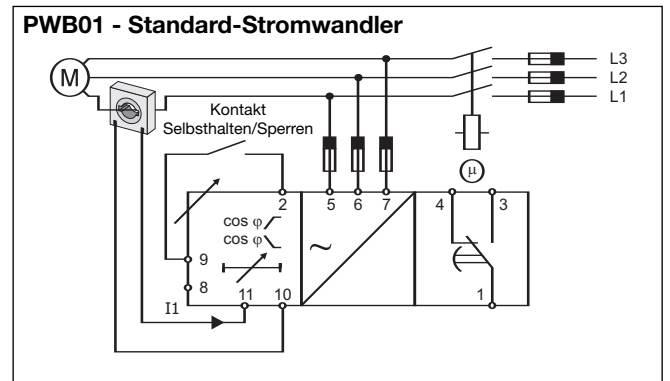 PWB01 - Standard-Stromwandler
L3
M
L2
L1
Kontakt
Selbsthalten/Sperren
µ
2
5
6
7
4
3
cos φ
cos φ
~
9
8
11
10
1
I1